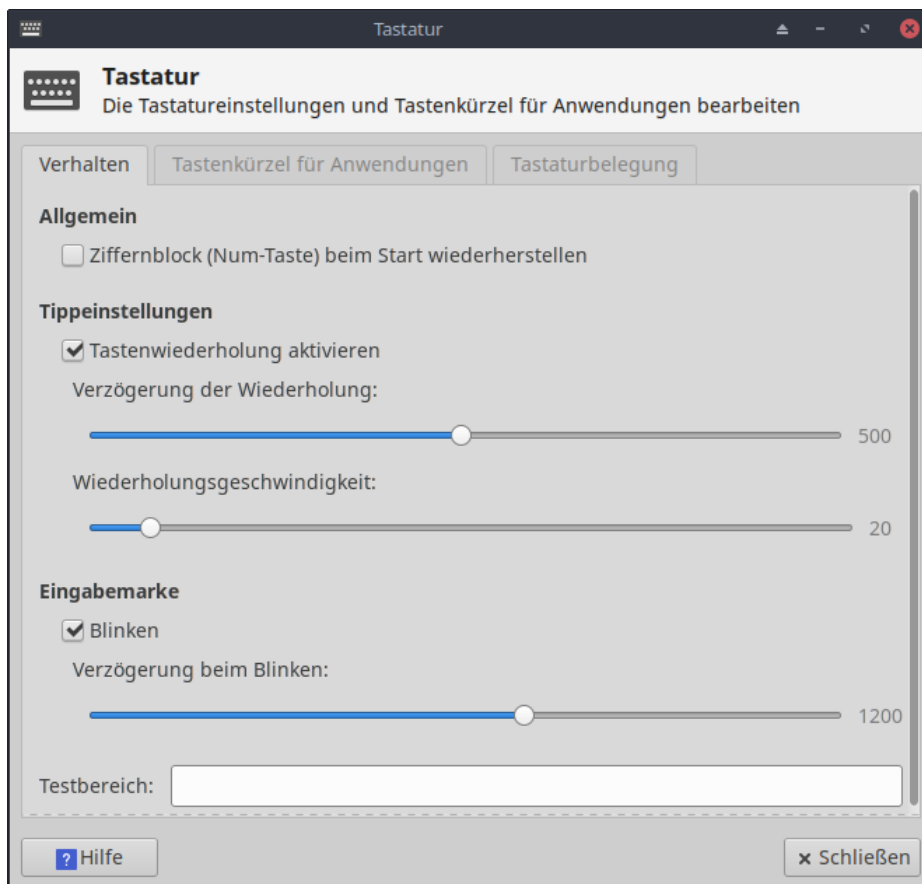 Tastatur
Tastatur
Die Tastatureinstellungen und Tastenkürzel für Anwendungen bearbeiten
Verhalten Tastenkürzel für Anwendungen Tastaturbelegung
Allgemein
Ziffernblock (Num-Taste) beim Start wiederherstellen
Tippeinstellungen
Tastenwiederholung aktivieren
Verzögerung der Wiederholung:
500
Wiederholungsgeschwindigkeit:
20
Eingabemarke
Blinken
Verzögerung beim Blinken:
1200
Testbereich:
? Hilfe × Schließen